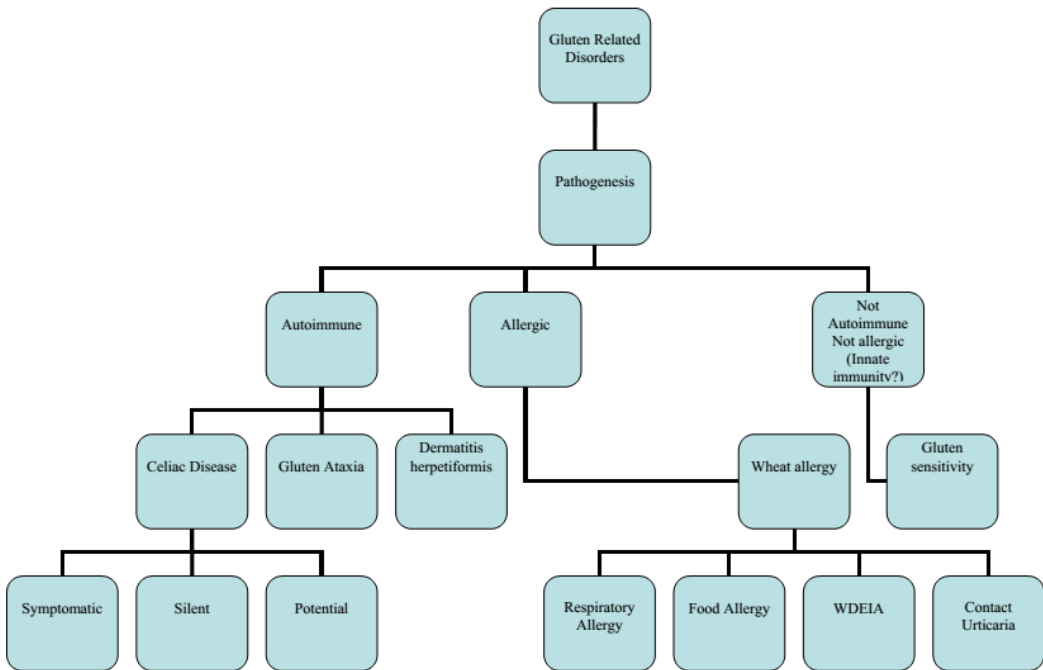 Gluten Related
Disorders
Pathogenesis
Autoimmune
Allergic
Not
Autoimmune
Not allergic
(Innate
immunity?)
Celiac Disease
Gluten Ataxia
Dermatitis
herpetiformis
Wheat allergy
Gluten
sensitivity
Symptomatic
Silent
Potential
Respiratory
Allergy
Food Allergy
WDEIA
Contact
Urticaria